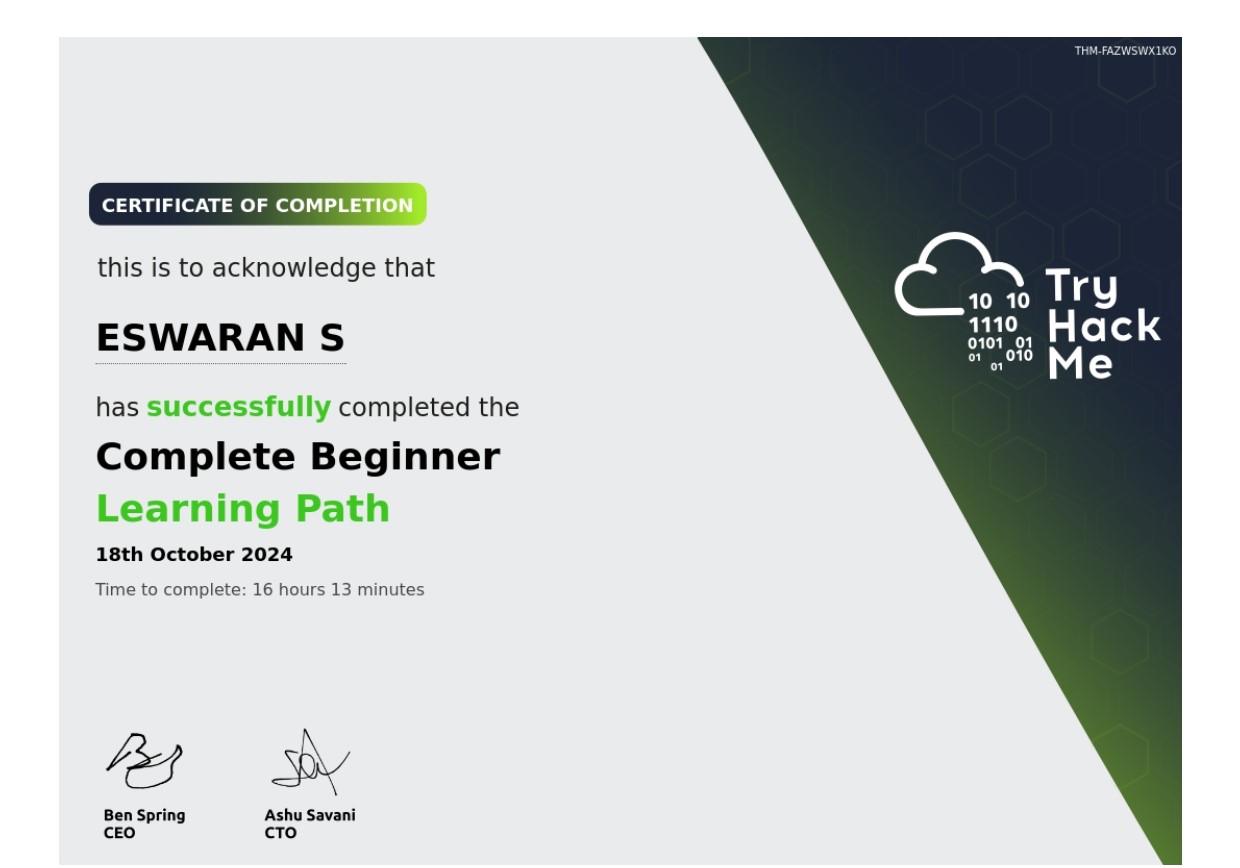 THM-FAZWSWX1KO
CERTIFICATE OF COMPLETION
this is to acknowledge that
ESWARAN S
has successfully completed the
Complete Beginner
Learning Path
18th October 2024
Time to complete: 16 hours 13 minutes
10 10
1110
0101 01
01 010
01
Try
Hack
Me
Ben Spring
CEO
Ashu Savani
CTO